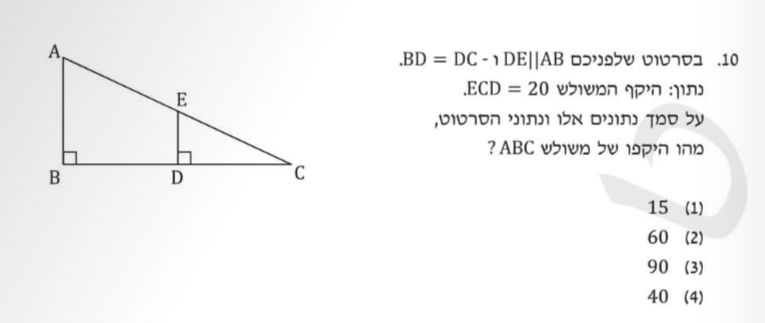 10. בסרטוט שלפניכם DE||AB ו - BD = DC.
נתון: היקף המשולש ECD = 20.
על סמך נתונים אלו ונתוני הסרטוט,
מהו היקפו של משולש ABC ?
(1) 15
(2) 60
(3) 90
(4) 40
A
E
B
D
C